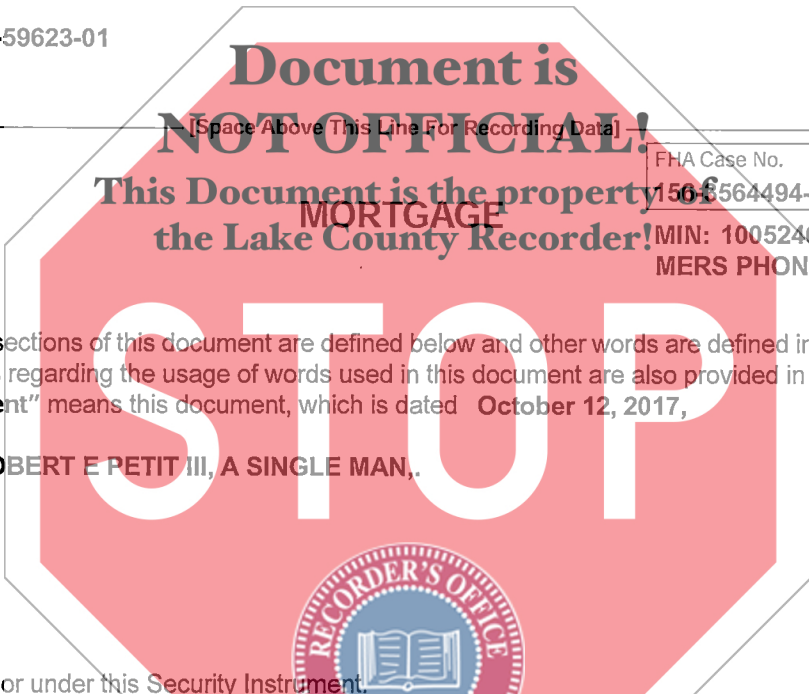 -59623-01
Document is
NOT OFFICIAL!
[Space Above This Line For Recording Data]
This Document is the property of
the Lake County Recorder!
FHA Case No.
MORTGAGE
MIN: 100524
MERS PHON
sections of this document are defined below and other words are defined in
regarding the usage of words used in this document are also provided in
nt" means this document, which is dated October 12, 2017,
OBERT E PETIT III, A SINGLE MAN,.
STOP
RECORDER'S OFFICE
or under this Security Instrument.